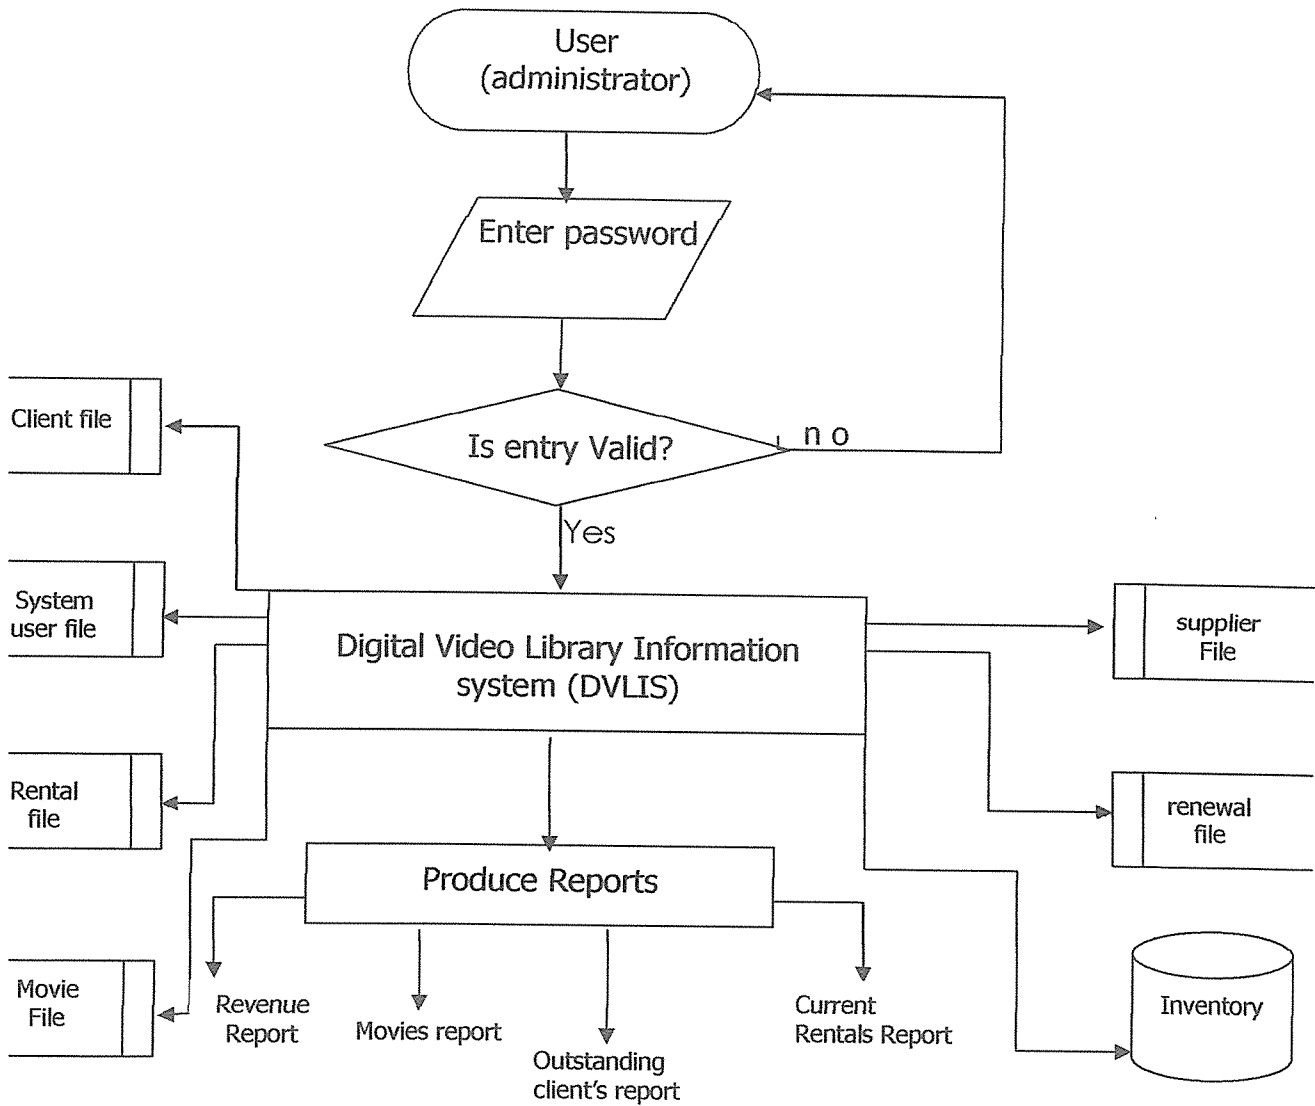 User
(administrator)
Enter password
Is entry Valid?
no
Yes
Client file
System
user file
Rental
file
Movie
File
Digital Video Library Information
system (DVLIS)
supplier
File
renewal
file
Inventory
Produce Reports
Revenue
Report
Movies report
Outstanding
client's report
Current
Rentals Report